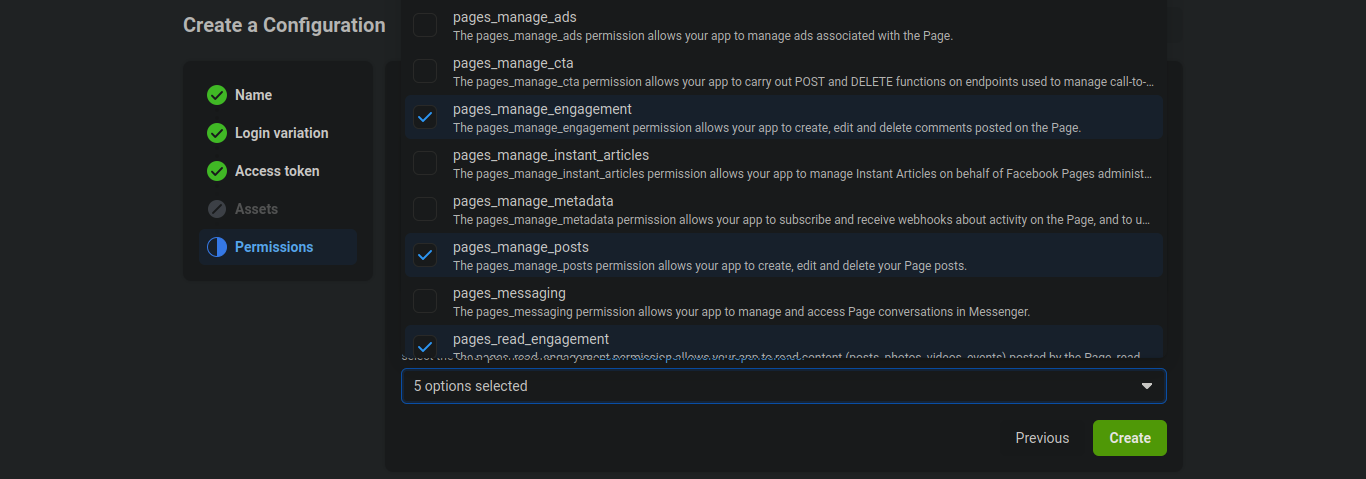 Create a Configuration
Name
Login variation
Access token
Assets
Permissions
pages_manage_ads
The pages_manage_ads permission allows your app to manage ads associated with the Page.
pages_manage_cta
The pages_manage_cta permission allows your app to carry out POST and DELETE functions on endpoints used to manage call-to-...
pages_manage_engagement
The pages_manage_engagement permission allows your app to create, edit and delete comments posted on the Page.
pages_manage_instant_articles
The pages_manage_instant_articles permission allows your app to manage Instant Articles on behalf of Facebook Pages administ...
pages_manage_metadata
The pages_manage_metadata permission allows your app to subscribe and receive webhooks about activity on the Page, and to u...
pages_manage_posts
The pages_manage_posts permission allows your app to create, edit and delete your Page posts.
pages_messaging
The pages_messaging permission allows your app to manage and access Page conversations in Messenger.
pages_read_engagement
The pages_read_engagement permission allows your app to read content (posts, photos, videos, events) posted by the Page, read
5 options selected
Previous
Create